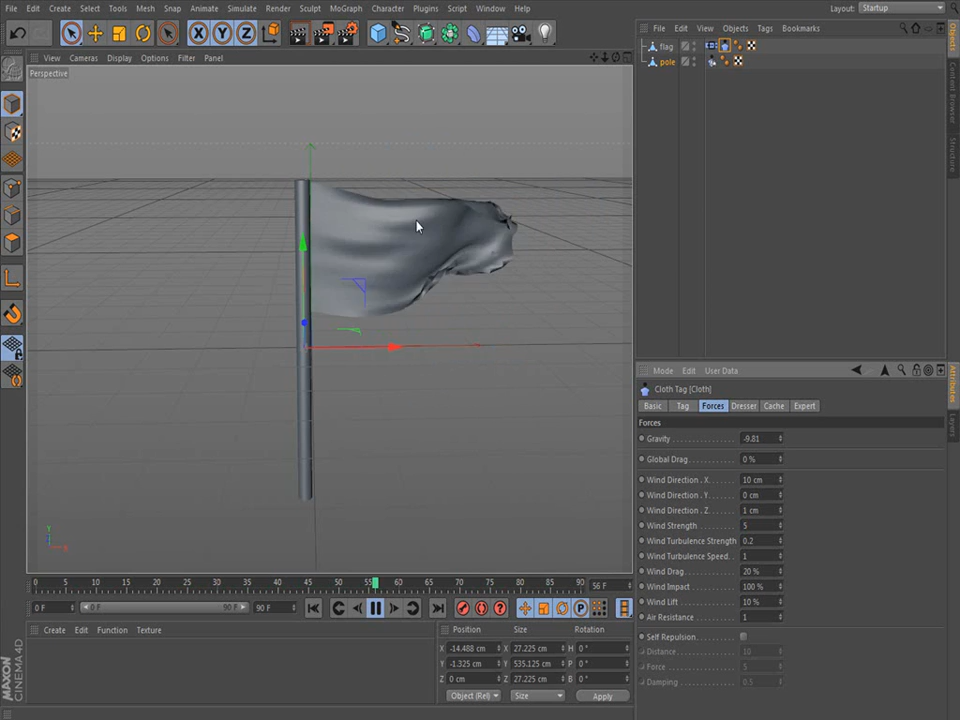 File Edit Create Select Tools Mesh Snap Animate Simulate Render Sculpt MoGraph Character Plugins Script Window Help Layout: Startup
File Edit View Objects Tags Bookmarks
flag
pole
View Cameras Display Options Filter Panel
Perspective
X Y Z
Objects
Content Browser
Structure
Mode Edit User Data
Cloth Tag [Cloth]
Basic Tag Forces Dresser Cache Expert
Forces
Gravity -9.81
Global Drag 0 %
Wind Direction . X 10 cm
Wind Direction . Y 0 cm
Wind Direction . Z 1 cm
Wind Strength 5
Wind Turbulence Strength 0.2
Wind Turbulence Speed 1
Wind Drag 20 %
Wind Impact 100 %
Wind Lift 10 %
Air Resistance 1
Self Repulsion
Distance 10
Force 5
Damping 0.5
Attributes
Layers
Y
X
0 5 10 15 20 25 30 35 40 45 50 55 60 65 70 75 80 85 90 56 F
0 F 0 F 90 F 90 F
P
Create Edit Function Texture
Position Size Rotation
X -14.488 cm X 27.225 cm H 0 °
Y -1.325 cm Y 535.125 cm P 0 °
Z 0 cm Z 27.225 cm B 0 °
Object (Rel) Size Apply
MAXON
CINEMA 4D